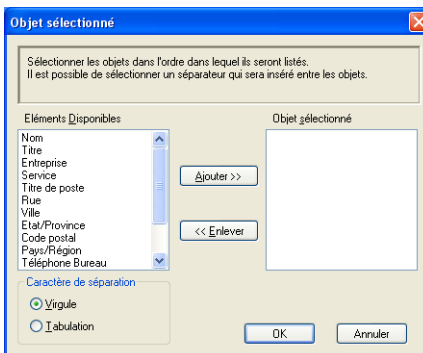 Objet sélectionné
Sélectionner les objets dans l'ordre dans lequel ils seront listés.
Il est possible de sélectionner un séparateur qui sera inséré entre les objets.
Eléments Disponibles
Objet sélectionné
Nom
Titre
Entreprise
Service
Titre de poste
Rue
Ville
Etat/Province
Code postal
Pays/Région
Téléphone Bureau
Ajouter >>
<< Enlever
Caractère de séparation
Virgule
Tabulation
OK
Annuler